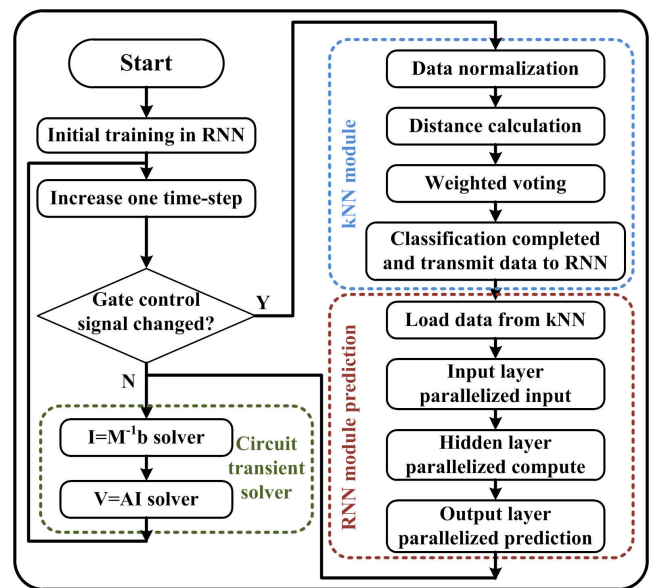 Start
Initial training in RNN
Increase one time-step
Gate control
signal changed?
Y
N
I=M⁻¹b solver
V=AI solver
Circuit
transient
solver
kNN module
Data normalization
Distance calculation
Weighted voting
Classification completed
and transmit data to RNN
RNN module prediction
Load data from kNN
Input layer
parallelized input
Hidden layer
parallelized compute
Output layer
parallelized prediction